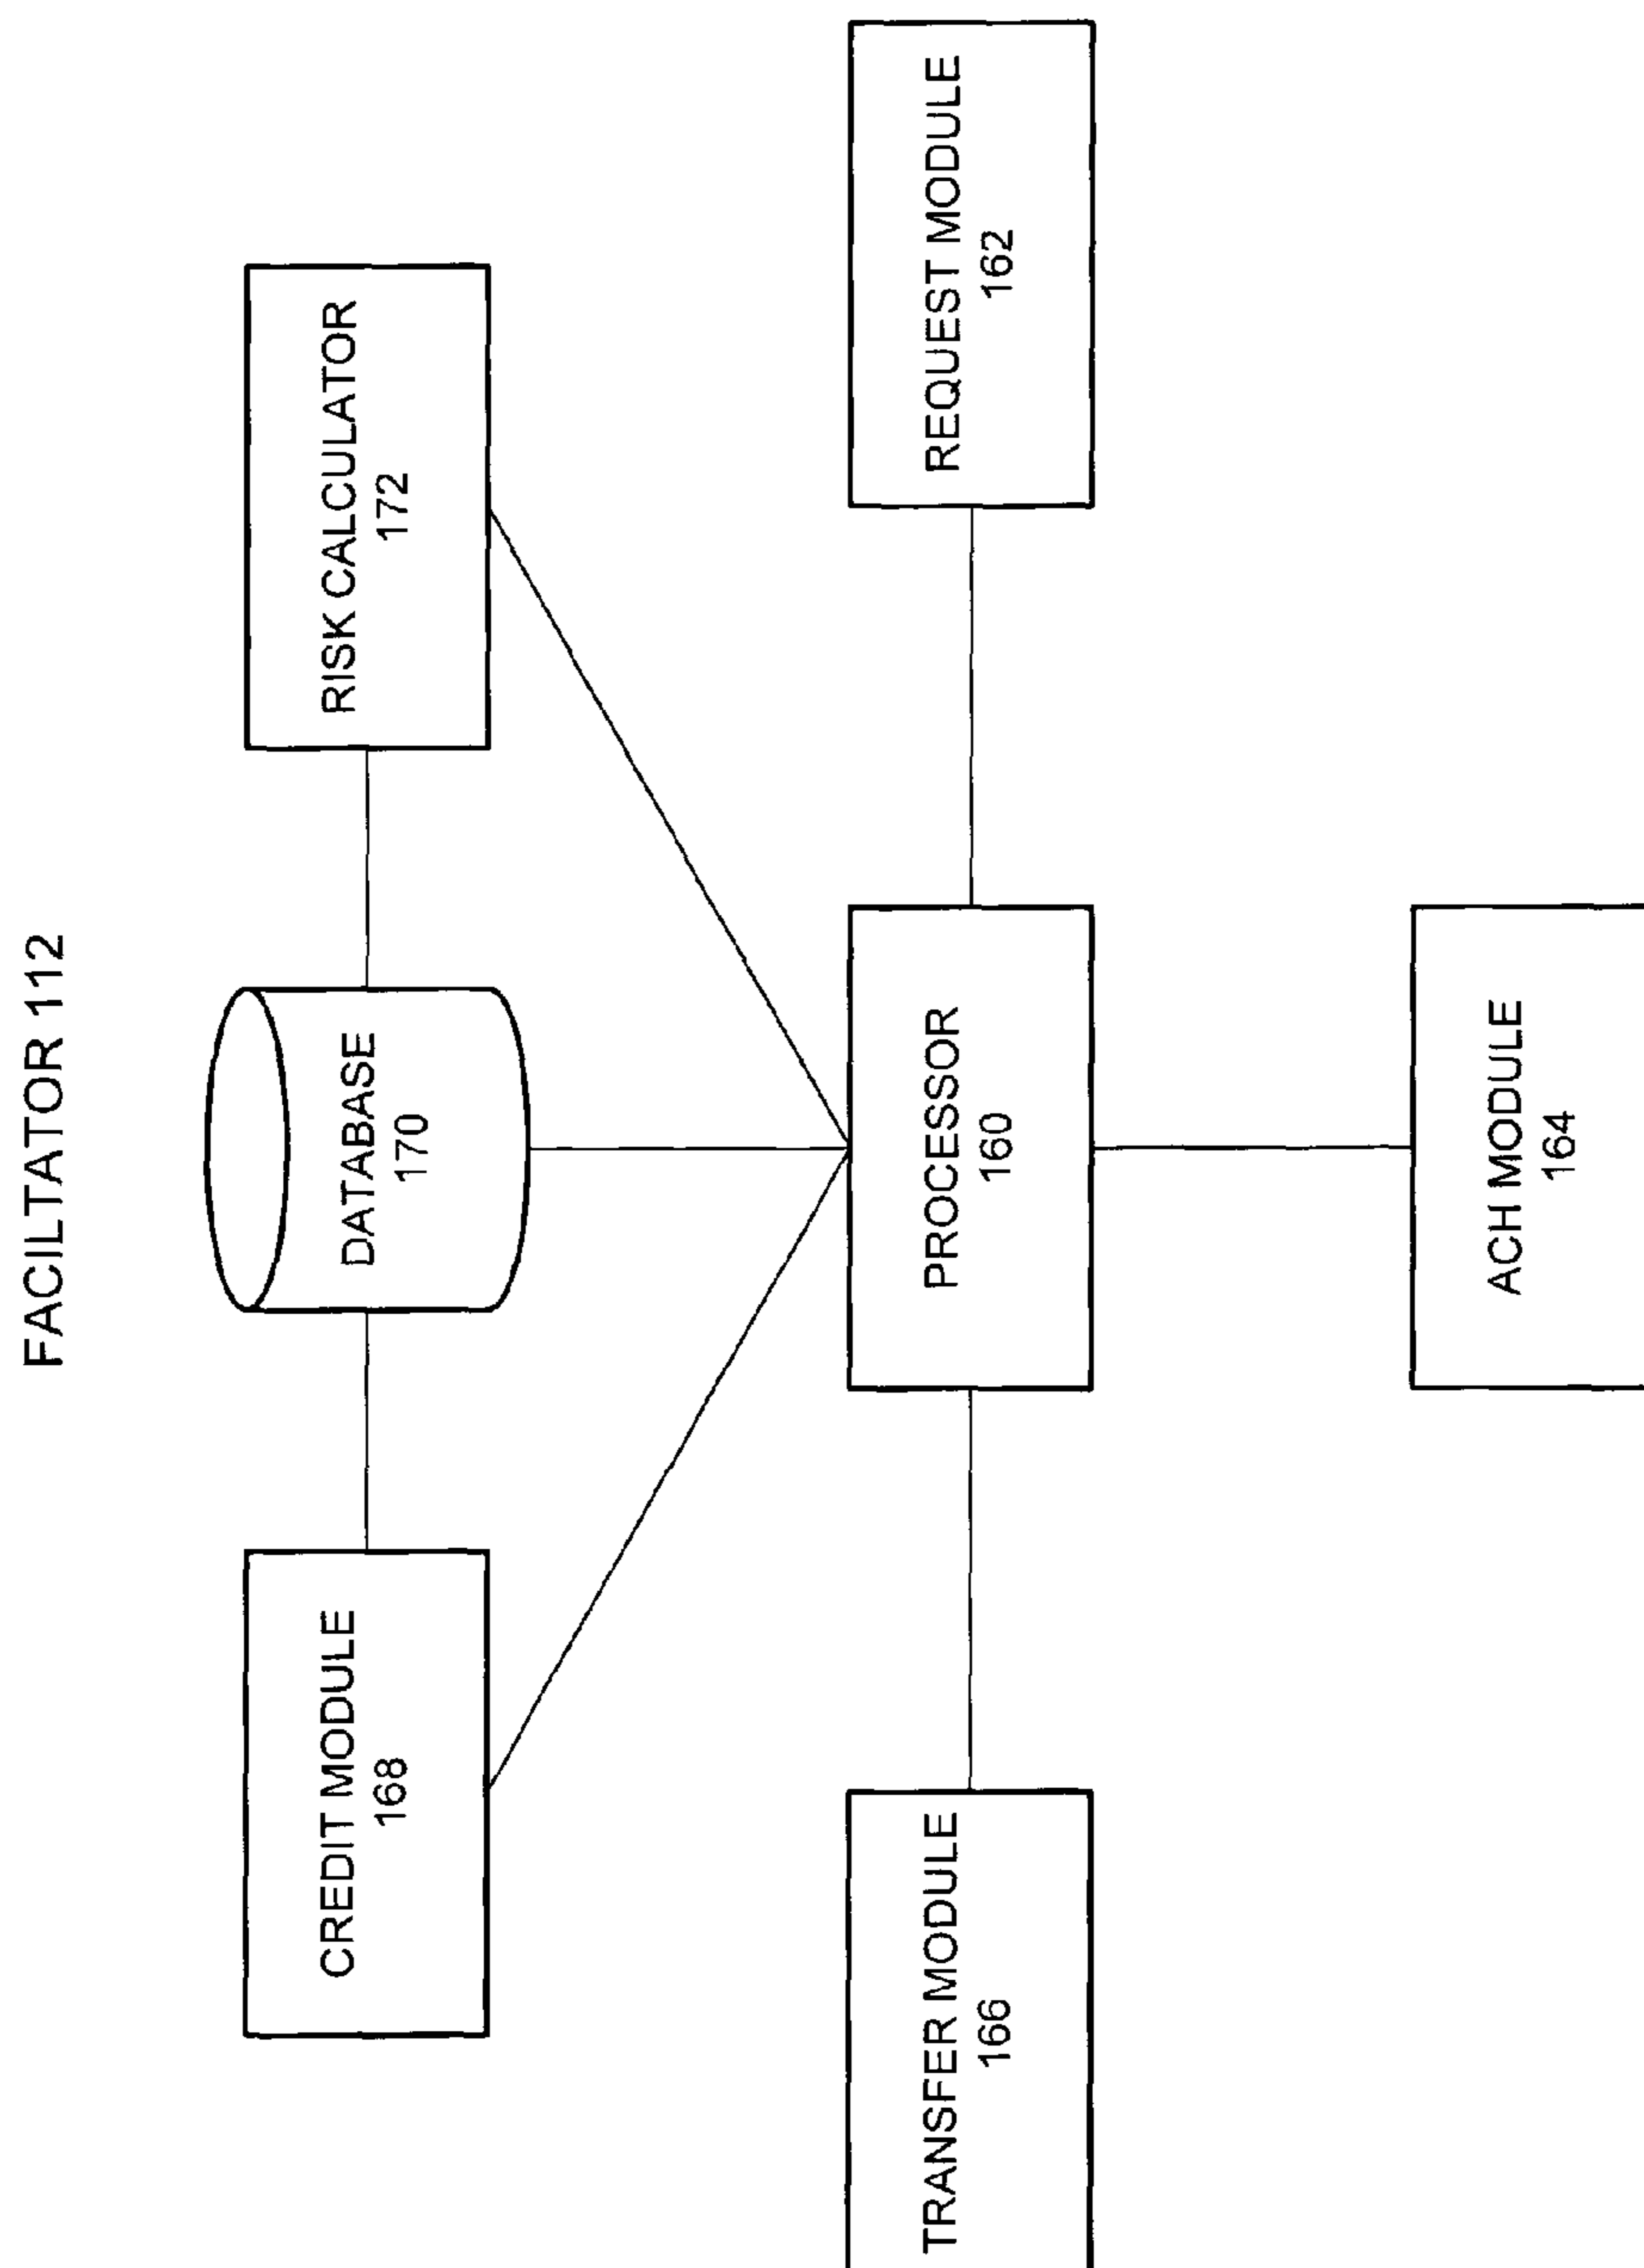 FACILTATOR 112
CREDIT MODULE
168
DATABASE
170
RISK CALCULATOR
172
TRANSFER MODULE
166
PROCESSOR
160
REQUEST MODULE
162
ACH MODULE
164